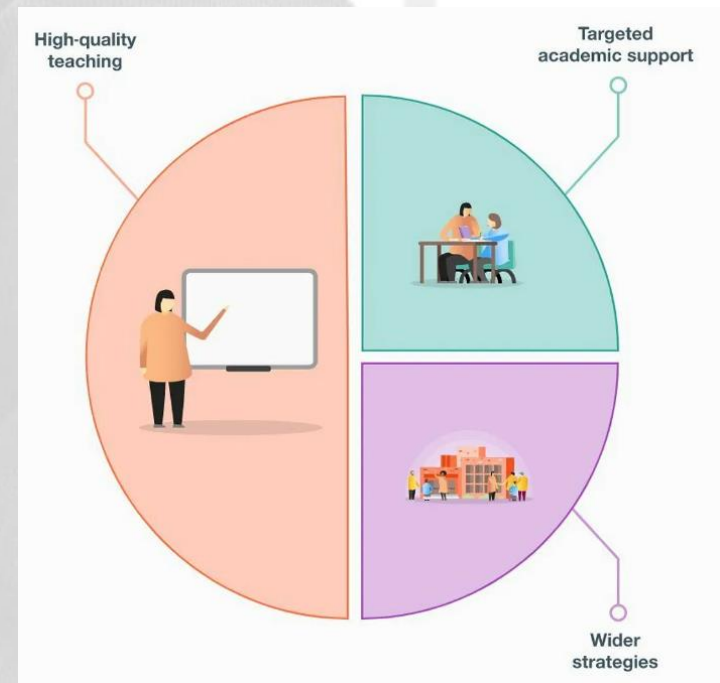 High-quality
teaching
Targeted
academic support
Wider
strategies